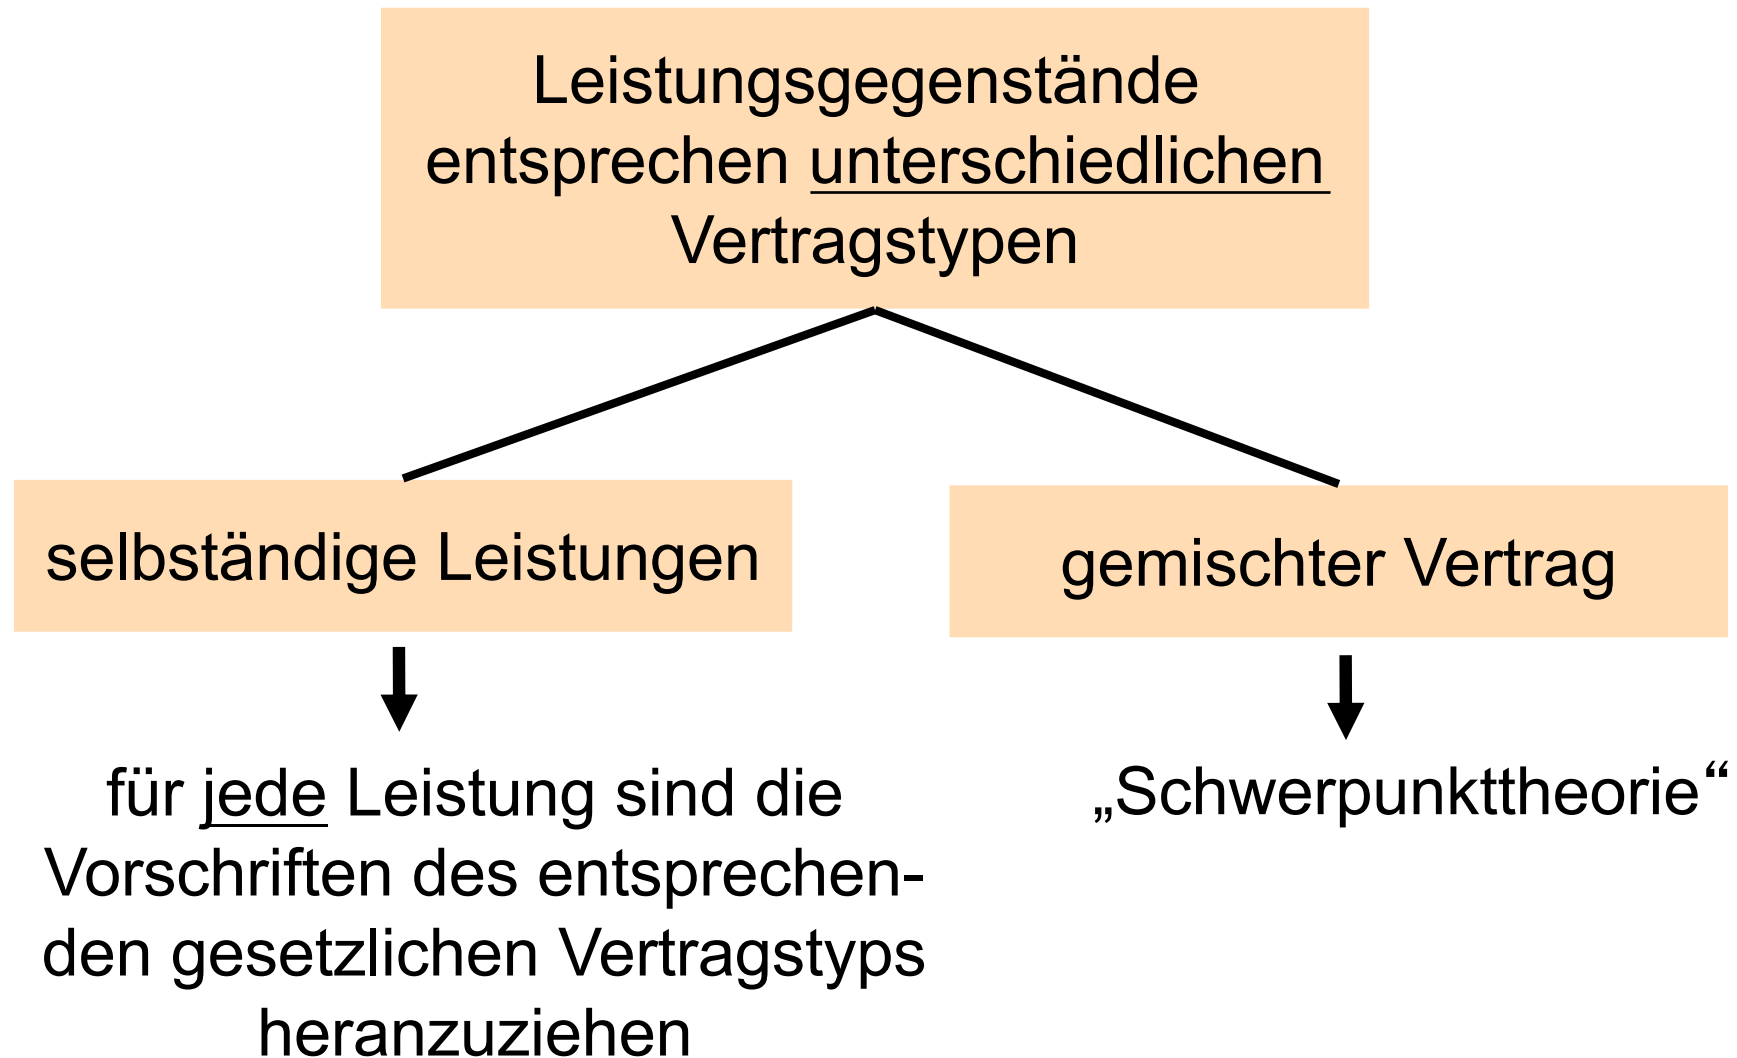 Leistungsgegenstände
entsprechen unterschiedlichen
Vertragstypen
selbständige Leistungen
gemischter Vertrag
für jede Leistung sind die
Vorschriften des entsprechen-
den gesetzlichen Vertragstyps
heranzuziehen
„Schwerpunkttheorie“